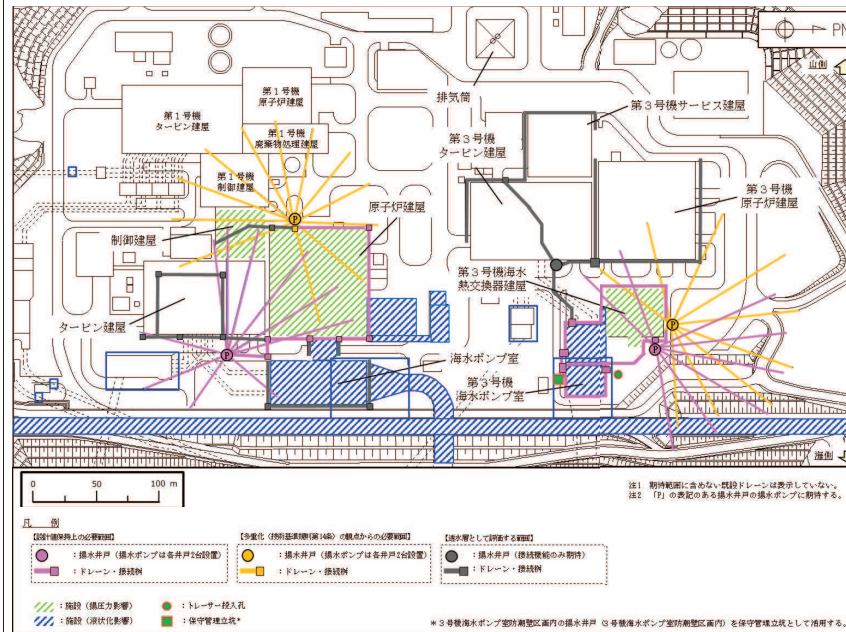 PN
山側
排気筒
第1号機
原子炉建屋
第1号機
タービン建屋
第1号機
廃棄物処理建屋
第1号機
制御建屋
第3号機サービス建屋
第3号機
タービン建屋
第3号機
原子炉建屋
原子炉建屋
制御建屋
第3号機海水
熱交換器建屋
タービン建屋
海水ポンプ室
第3号機
海水ポンプ室
P
P
P
P
海側
0 50 100 m
注1 期待範囲に含めない既設ドレーンは表示していない。
注2 「P」の表記のある揚水井戸の揚水ポンプに期待する。
凡 例
【設計値保持上の必要範囲】
:揚水井戸(揚水ポンプは各井戸2台設置)
:ドレーン・接続桝
【多重化(技術基準規則第14条)の観点からの必要範囲】
:揚水井戸(揚水ポンプは各井戸2台設置)
:ドレーン・接続桝
【透水層として評価する範囲】
:揚水井戸(接続機能のみ期待)
:ドレーン・接続桝
:施設(揚圧力影響)
:施設(液状化影響)
:トレーサー投入孔
:保守管理立坑*
*3号機海水ポンプ室防潮壁区画内の揚水井戸(3号機海水ポンプ室防潮壁区画内)を保守管理立坑として活用する。